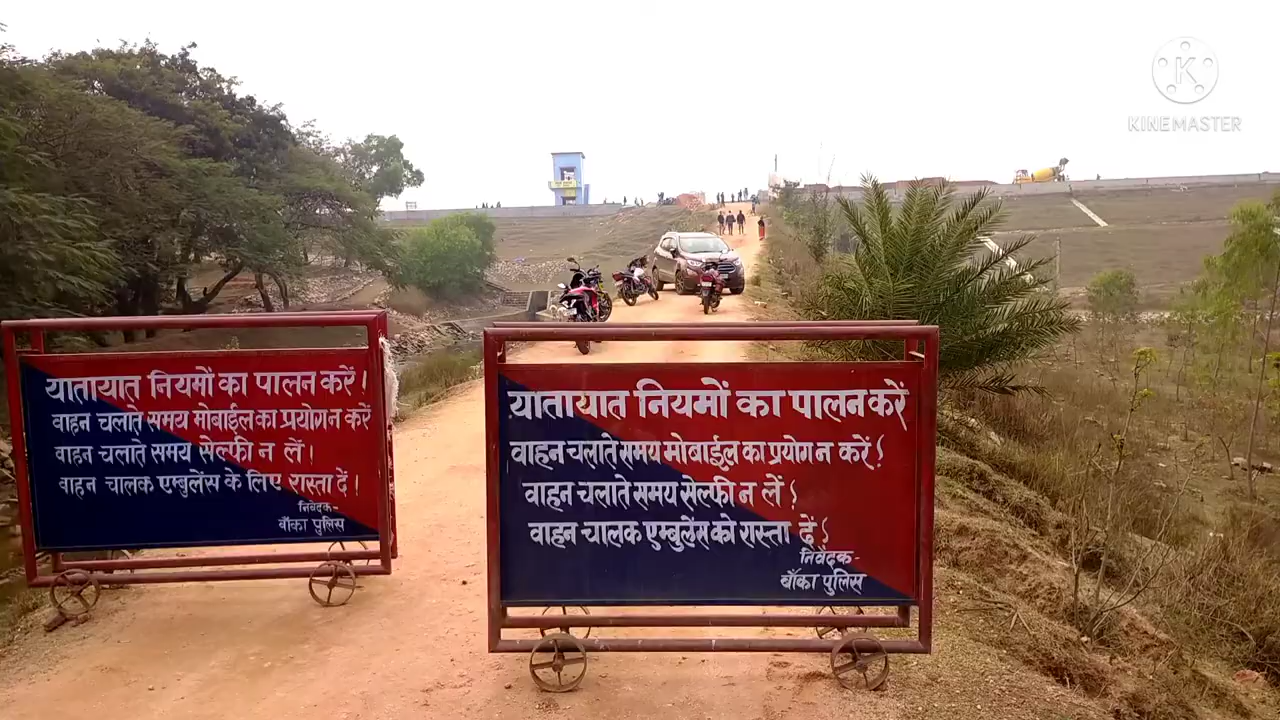 KINEMASTER
यातायात नियमों का पालन करें।
वाहन चलाते समय मोबाईल का प्रयोग न करें
वाहन चलाते समय सेल्फी न लें।
वाहन चालक एम्बुलेंस के लिए रास्ता दें।
निवेदक-
बाँका पुलिस
यातायात नियमों का पालन करें
वाहन चलाते समय मोबाईल का प्रयोग न करें!
वाहन चलाते समय सेल्फी न लें!
वाहन चालक एम्बुलेंस को रास्ता दें!
निवेदक-
बाँका पुलिस